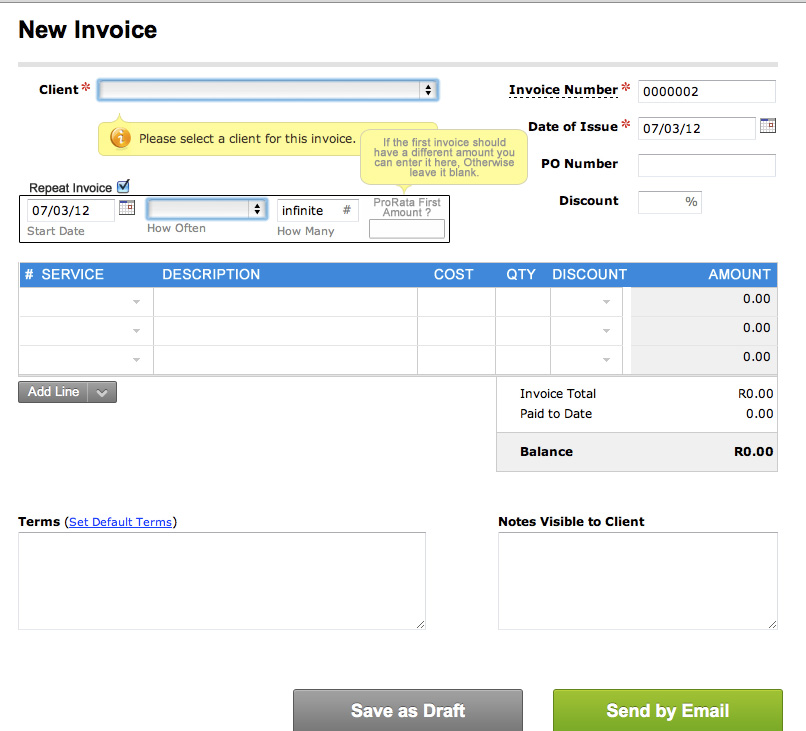 New Invoice
Client *
Invoice Number * 0000002
Please select a client for this invoice.
Date of Issue * 07/03/12
If the first invoice should
have a different amount you
can enter it here, Otherwise
leave it blank.
PO Number
Repeat Invoice
Discount %
07/03/12
infinite #
ProRata First
Amount ?
Start Date
How Often
How Many
# SERVICE DESCRIPTION COST QTY DISCOUNT AMOUNT
0.00
0.00
0.00
Add Line
Invoice Total R0.00
Paid to Date 0.00
Balance R0.00
Terms (Set Default Terms)
Notes Visible to Client
Save as Draft
Send by Email